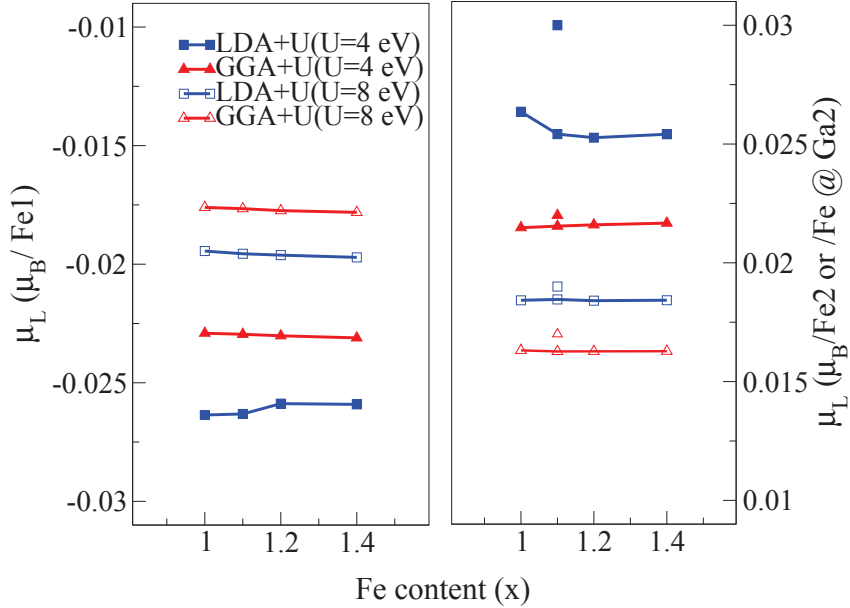 -0.01
-0.015
-0.02
-0.025
-0.03
μL (μB/ Fe1)
LDA+U(U=4 eV)
GGA+U(U=4 eV)
LDA+U(U=8 eV)
GGA+U(U=8 eV)
1
1.2
1.4
1
1.2
1.4
0.03
0.025
0.02
0.015
0.01
μL (μB/Fe2 or /Fe @ Ga2)
Fe content (x)